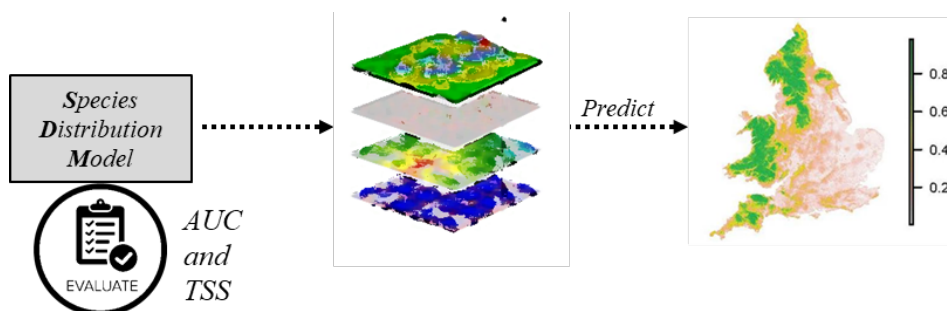 Species
Distribution
Model
EVALUATE
AUC
and
TSS
Predict
0.8
0.6
0.4
0.2